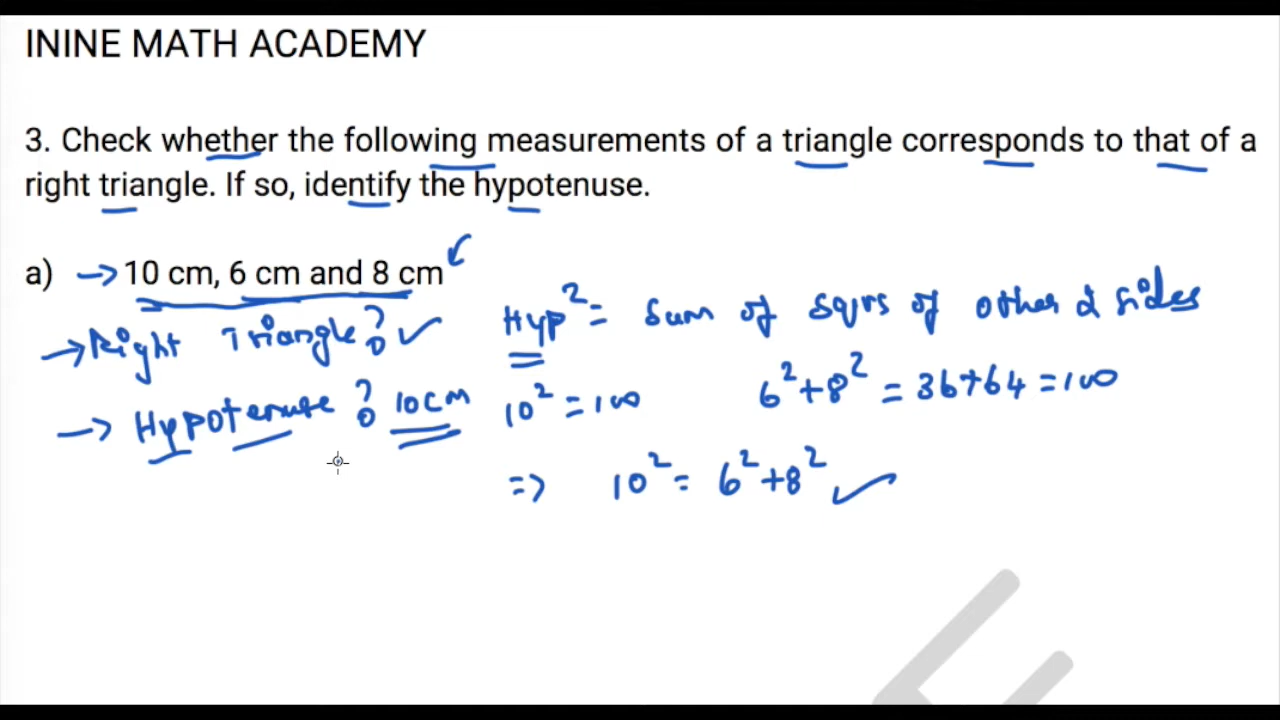 ININE MATH ACADEMY
3. Check whether the following measurements of a triangle corresponds to that of a
right triangle. If so, identify the hypotenuse.
a) → 10 cm, 6 cm and 8 cm
→ Right Triangle? ✓
→ Hypotenuse? 10cm
Hyp² = Sum of sqrs of other 2 sides
10² = 100 6² + 8² = 36 + 64 = 100
=> 10² = 6² + 8² ✓